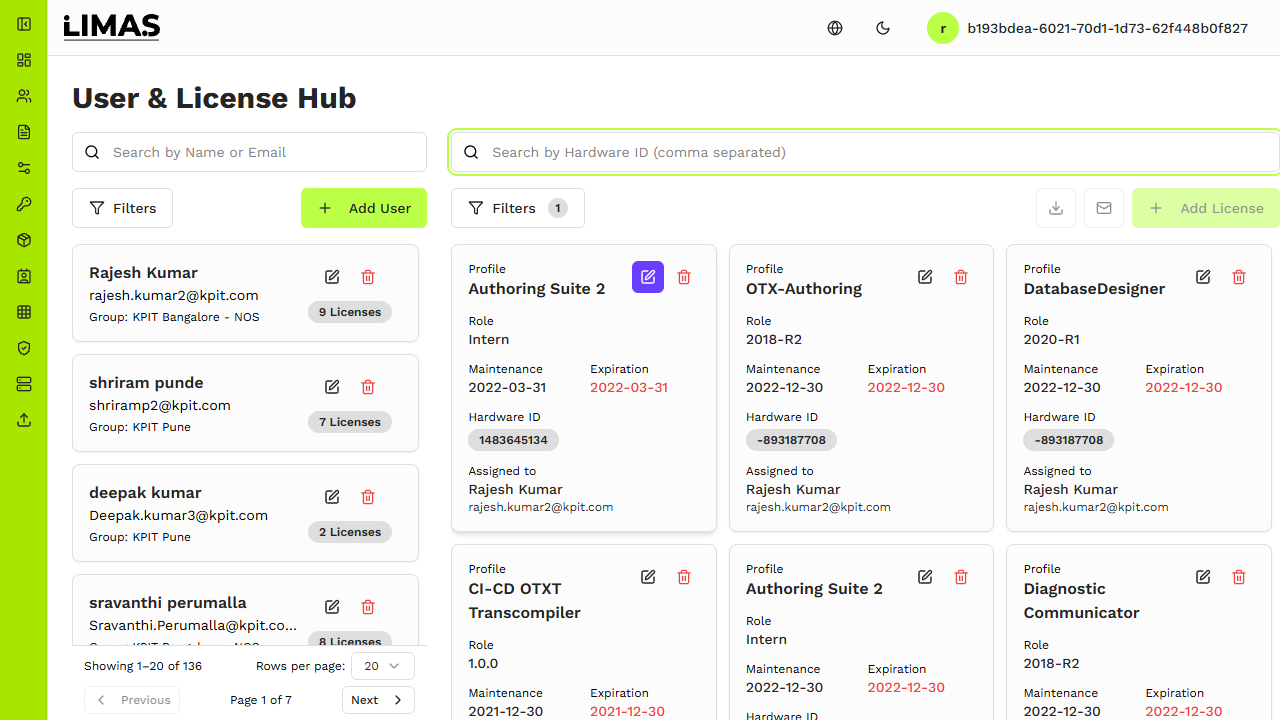 LIMAS
r
b193bdea-6021-70d1-1d73-62f448b0f827
User & License Hub
Search by Name or Email
Filters
Add User
Rajesh Kumar
rajesh.kumar2@kpit.com
Group: KPIT Bangalore - NOS
9 Licenses
shriram punde
shriramp2@kpit.com
Group: KPIT Pune
7 Licenses
deepak kumar
Deepak.kumar3@kpit.com
Group: KPIT Pune
2 Licenses
sravanthi perumalla
Sravanthi.Perumalla@kpit.co...
Group: KPIT Bangalore - NOS
8 Licenses
Showing 1–20 of 136
Rows per page:
20
Previous
Page 1 of 7
Next
Search by Hardware ID (comma separated)
Filters
1
Add License
Profile
Authoring Suite 2
Role
Intern
Maintenance
2022-03-31
Expiration
2022-03-31
Hardware ID
1483645134
Assigned to
Rajesh Kumar
rajesh.kumar2@kpit.com
Profile
OTX-Authoring
Role
2018-R2
Maintenance
2022-12-30
Expiration
2022-12-30
Hardware ID
-893187708
Assigned to
Rajesh Kumar
rajesh.kumar2@kpit.com
Profile
DatabaseDesigner
Role
2020-R1
Maintenance
2022-12-30
Expiration
2022-12-30
Hardware ID
-893187708
Assigned to
Rajesh Kumar
rajesh.kumar2@kpit.com
Profile
CI-CD OTXT
Transcompiler
Role
1.0.0
Maintenance
2021-12-30
Expiration
2021-12-30
Profile
Authoring Suite 2
Role
Intern
Maintenance
2022-12-30
Expiration
2022-12-30
Hardware ID
Profile
Diagnostic
Communicator
Role
2018-R2
Maintenance
2022-12-30
Expiration
2022-12-30